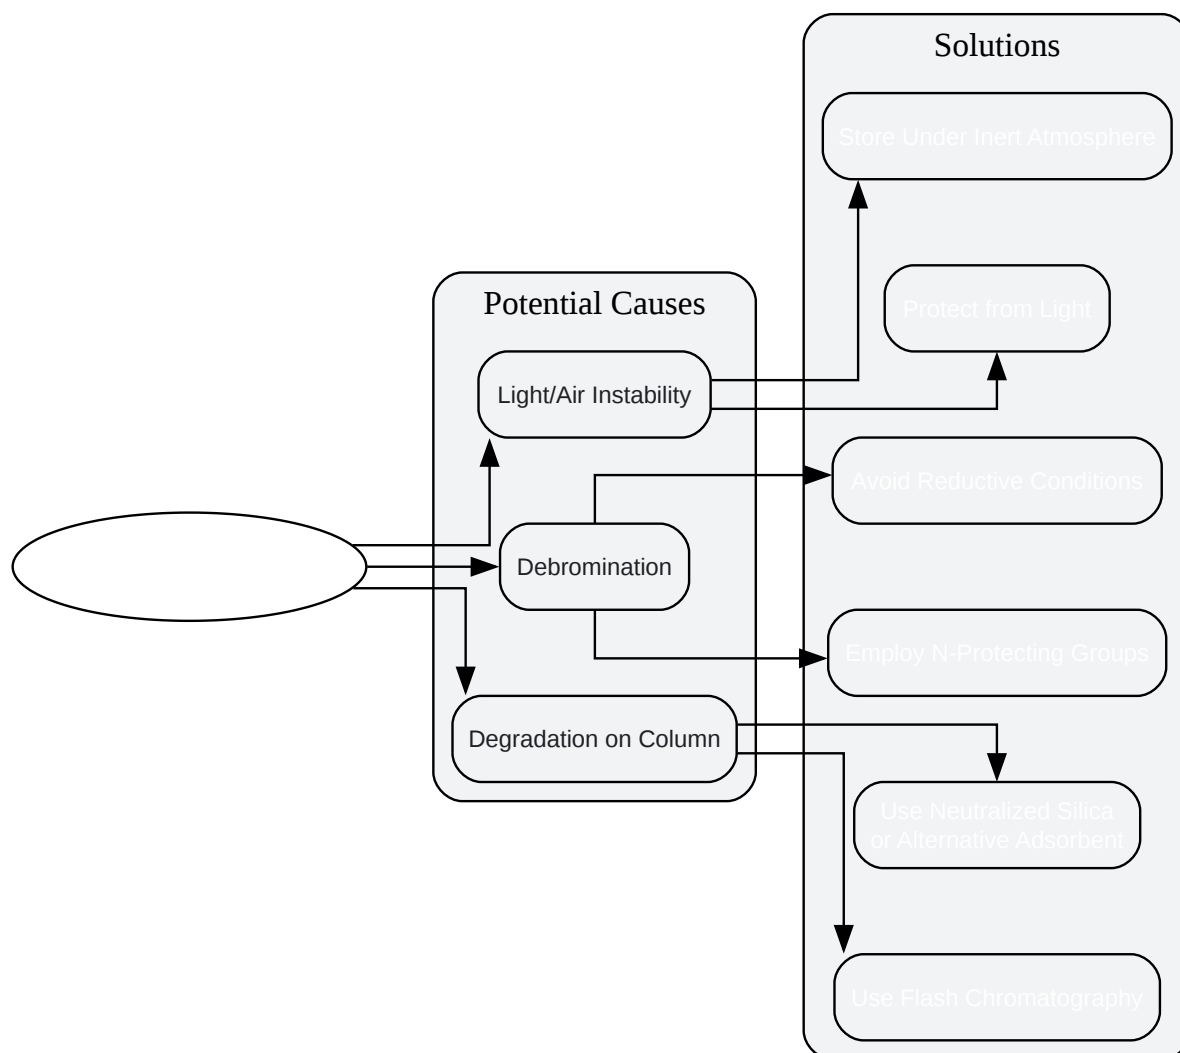 Solutions
Store Under Inert Atmosphere
Protect from Light
Potential Causes
Light/Air Instability
Avoid Reductive Conditions
Debromination
Employ N-Protecting Groups
Degradation on Column
Use Neutralized Silica
or Alternative Adsorbent
Use Flash Chromatography